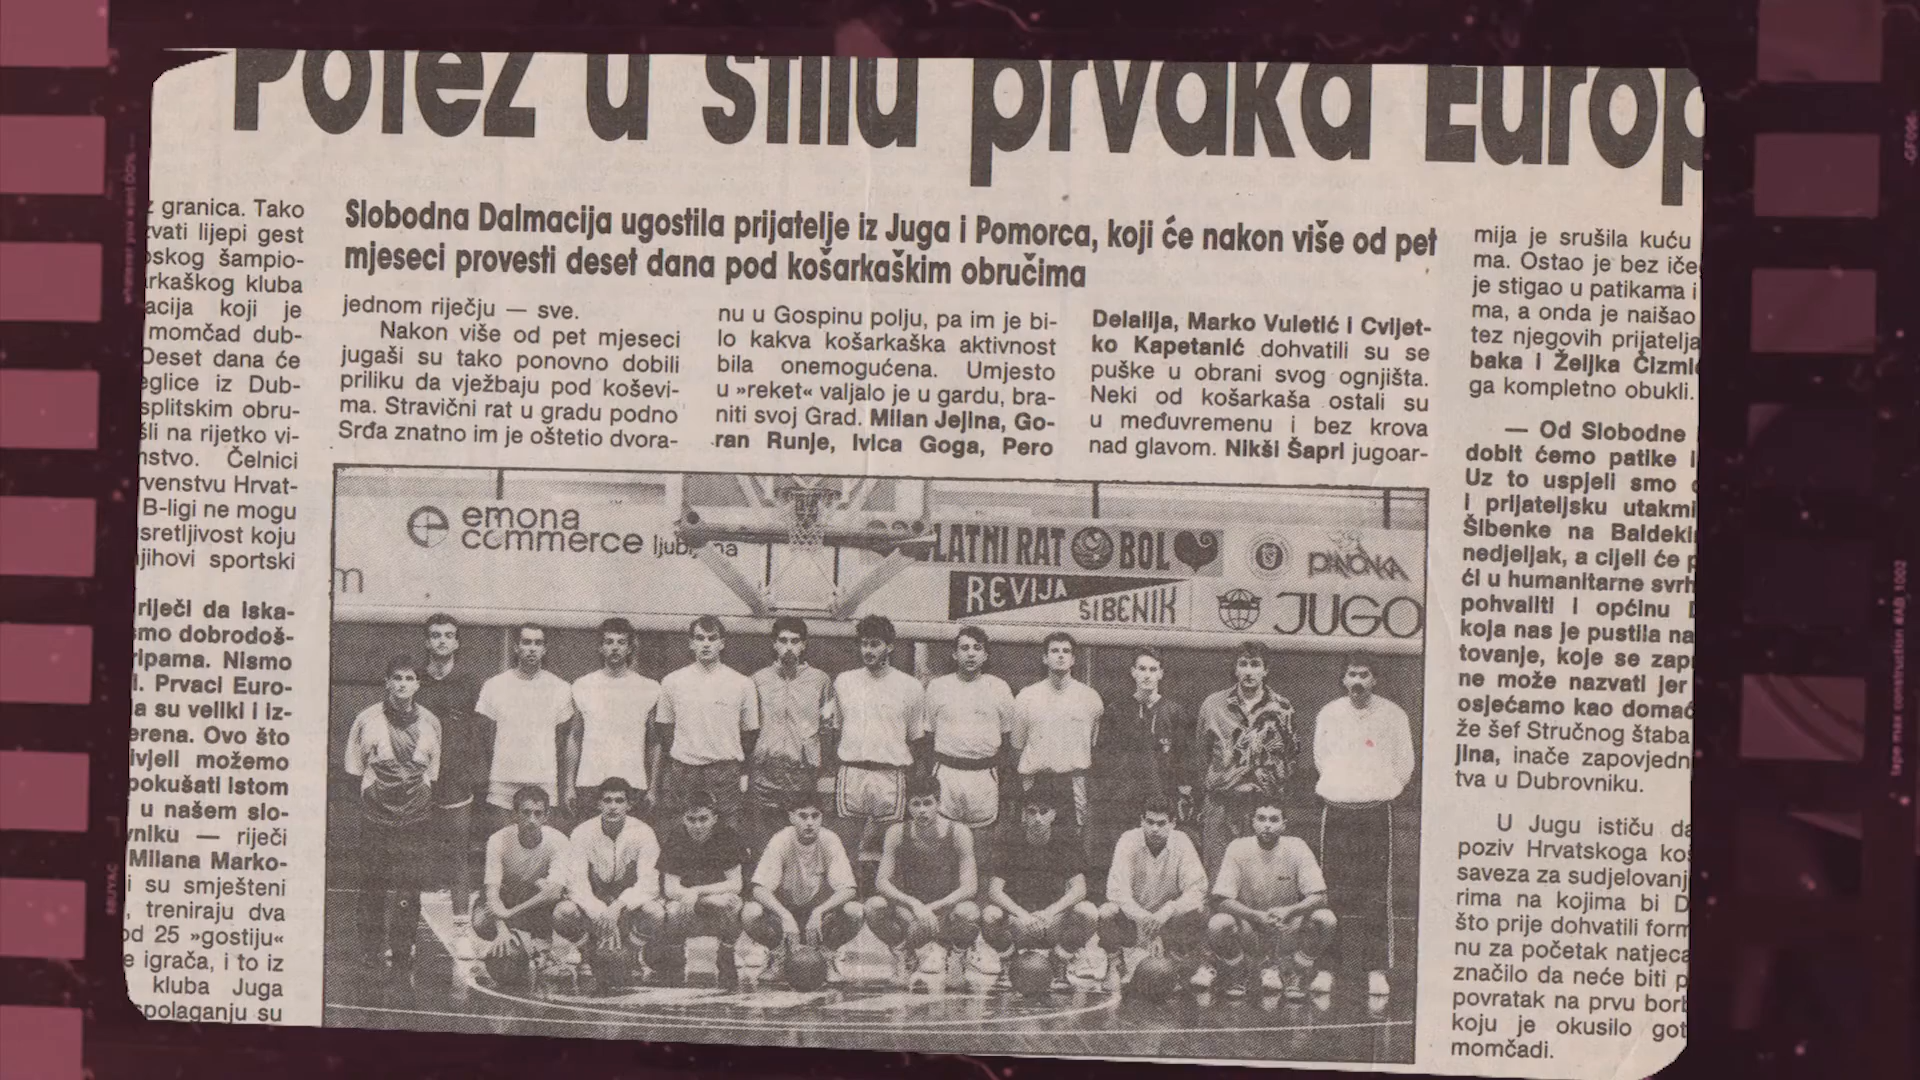 Potez u stilu prvaka Europ
Slobodna Dalmacija ugostila prijatelje iz Juga i Pomorca, koji će nakon više od pet
mjeseci provesti deset dana pod košarkaškim obručima
granica. Tako
vati lijepi gest
skog šampio-
rkaškog kluba
acija koji je
momčad dub-
Deset dana će
eglice iz Dub-
splitskim obru-
šli na rijetko vi-
nstvo. Čelnici
rvenstvu Hrvat-
B-ligi ne mogu
sretljivost koju
jihovi sportski
riječi da iska-
smo dobrodoš-
ripama. Nismo
i. Prvaci Euro-
a su veliki i iz-
erena. Ovo što
ivjeli možemo
pokušati istom
u našem slo-
vniku — riječi
Milana Marko-
i su smješteni
, treniraju dva
od 25 »gostiju«
e igrača, i to iz
kluba Juga
spolaganju su
jednom riječju — sve.
Nakon više od pet mjeseci
jugaši su tako ponovno dobili
priliku da vježbaju pod koševi-
ma. Stravični rat u gradu podno
Srđa znatno im je oštetio dvora-
nu u Gospinu polju, pa im je bi-
lo kakva košarkaška aktivnost
bila onemogućena. Umjesto
u »reket« valjalo je u gardu, bra-
niti svoj Grad. Milan Jejina, Go-
ran Runje, Ivica Goga, Pero
Delalija, Marko Vuletić i Cvijet-
ko Kapetanić dohvatili su se
puške u obrani svog ognjišta.
Neki od košarkaša ostali su
u međuvremenu i bez krova
nad glavom. Nikši Šapri jugoar-
mija je srušila kuću
ma. Ostao je bez iče
je stigao u patikama i
ma, a onda je naišao
tez njegovih prijatelja
baka i Željka Čizmi
ga kompletno obukli.
— Od Slobodne
dobit ćemo patike i
Uz to uspjeli smo
i prijateljsku utakmi
Šibenke na Baldeki
nedjeljak, a cijeli će p
ći u humanitarne svrh
pohvaliti i općinu
koja nas je pustila na
tovanje, koje se zap
ne može nazvati jer
osjećamo kao domać
že šef Stručnog štaba
jina, inače zapovjedn
tva u Dubrovniku.
U Jugu ističu da
poziv Hrvatskoga koš
saveza za sudjelovanj
rima na kojima bi D
što prije dohvatili form
nu za početak natjeca
značilo da neće biti p
povratak na prvu borb
koju je okusilo got
momčadi.
emona
commerce ljubljana
ZLATNI RAT BOL
REVIJA
ŠIBENIK
DINOVKA
JUGO
m